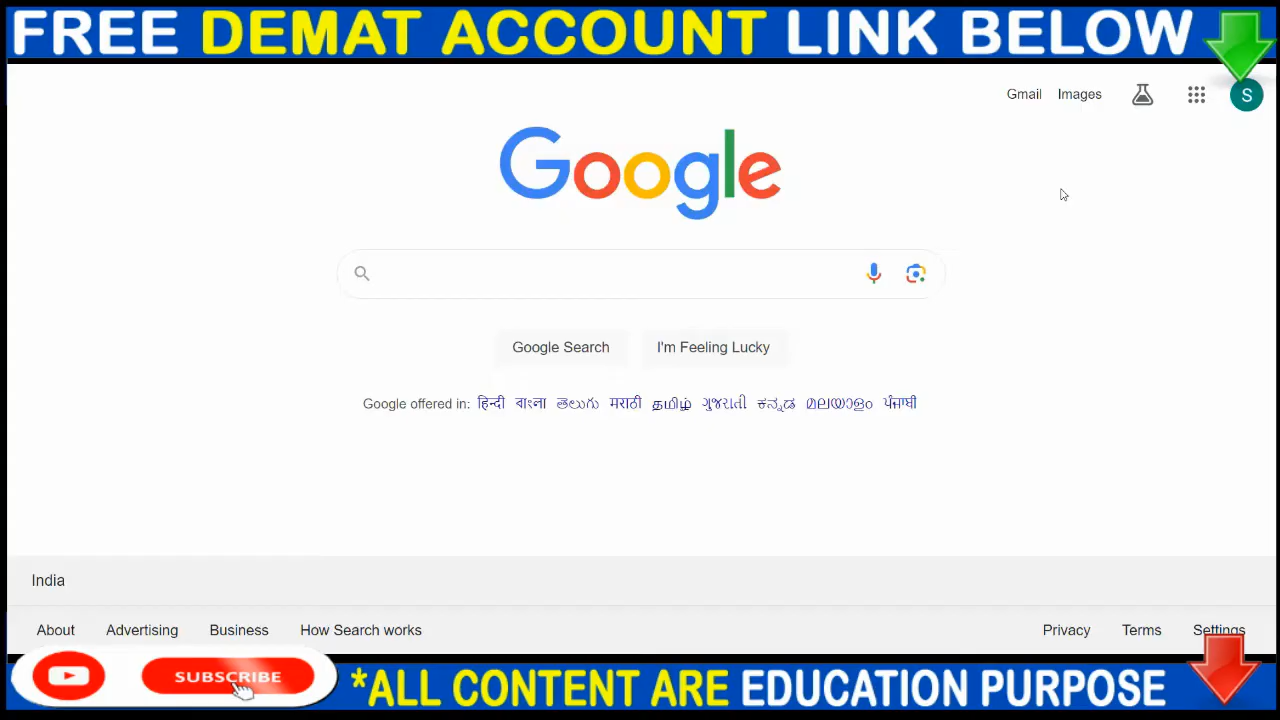 FREE DEMAT ACCOUNT LINK BELOW
Gmail Images S
Google
Google Search I'm Feeling Lucky
Google offered in: हिन्दी বাংলা తెలుగు मराठी தமிழ் ગુજરાતી ಕನ್ನಡ മലയാളം ਪੰਜਾਬੀ
India
About Advertising Business How Search works Privacy Terms Settings
SUBSCRIBE
*ALL CONTENT ARE EDUCATION PURPOSE